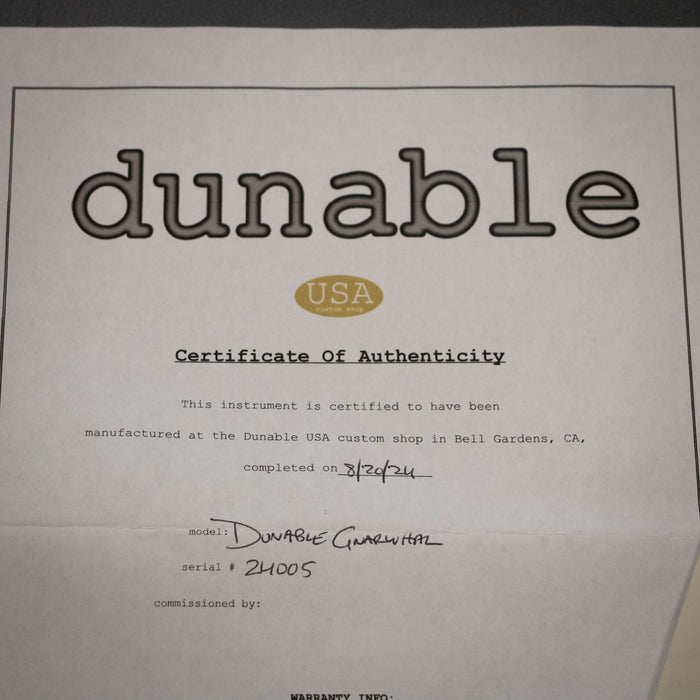 dunable
USA
custom shop
Certificate Of Authenticity
This instrument is certified to have been
manufactured at the Dunable USA custom shop in Bell Gardens, CA,
completed on 8/20/24
model: DUNABLE GNARWHAL
serial # 24005
commissioned by:
WARRANTY INFO: